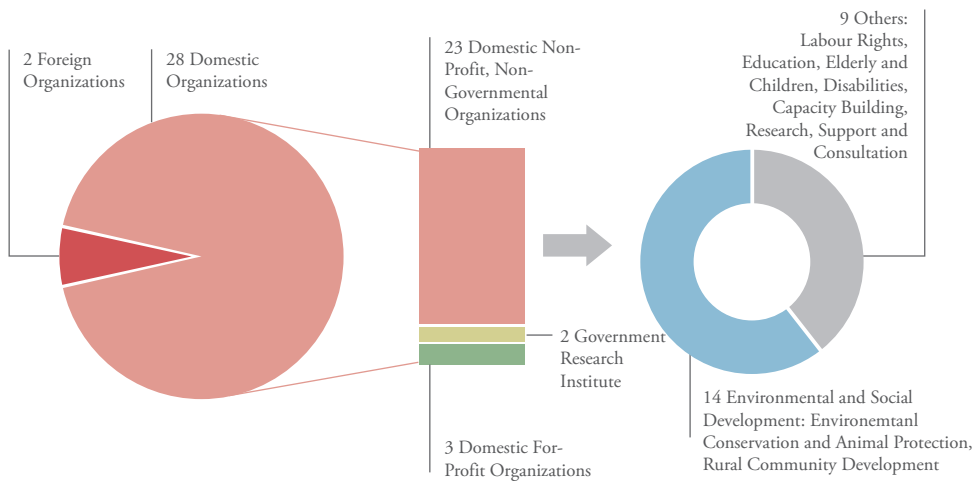 2 Foreign
Organizations
28 Domestic
Organizations
23 Domestic Non-
Profit, Non-
Governmental
Organizations
9 Others:
Labour Rights,
Education, Elderly and
Children, Disabilities,
Capacity Building,
Research, Support and
Consultation
2 Government
Research
Institute
3 Domestic For-
Profit Organizations
14 Environmental and Social
Development: Environemtanl
Conservation and Animal Protection,
Rural Community Development